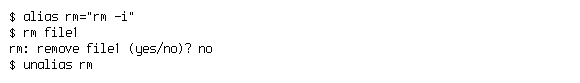 $ alias rm="rm -i"
$ rm file1
rm: remove file1 (yes/no)? no
$ unalias rm